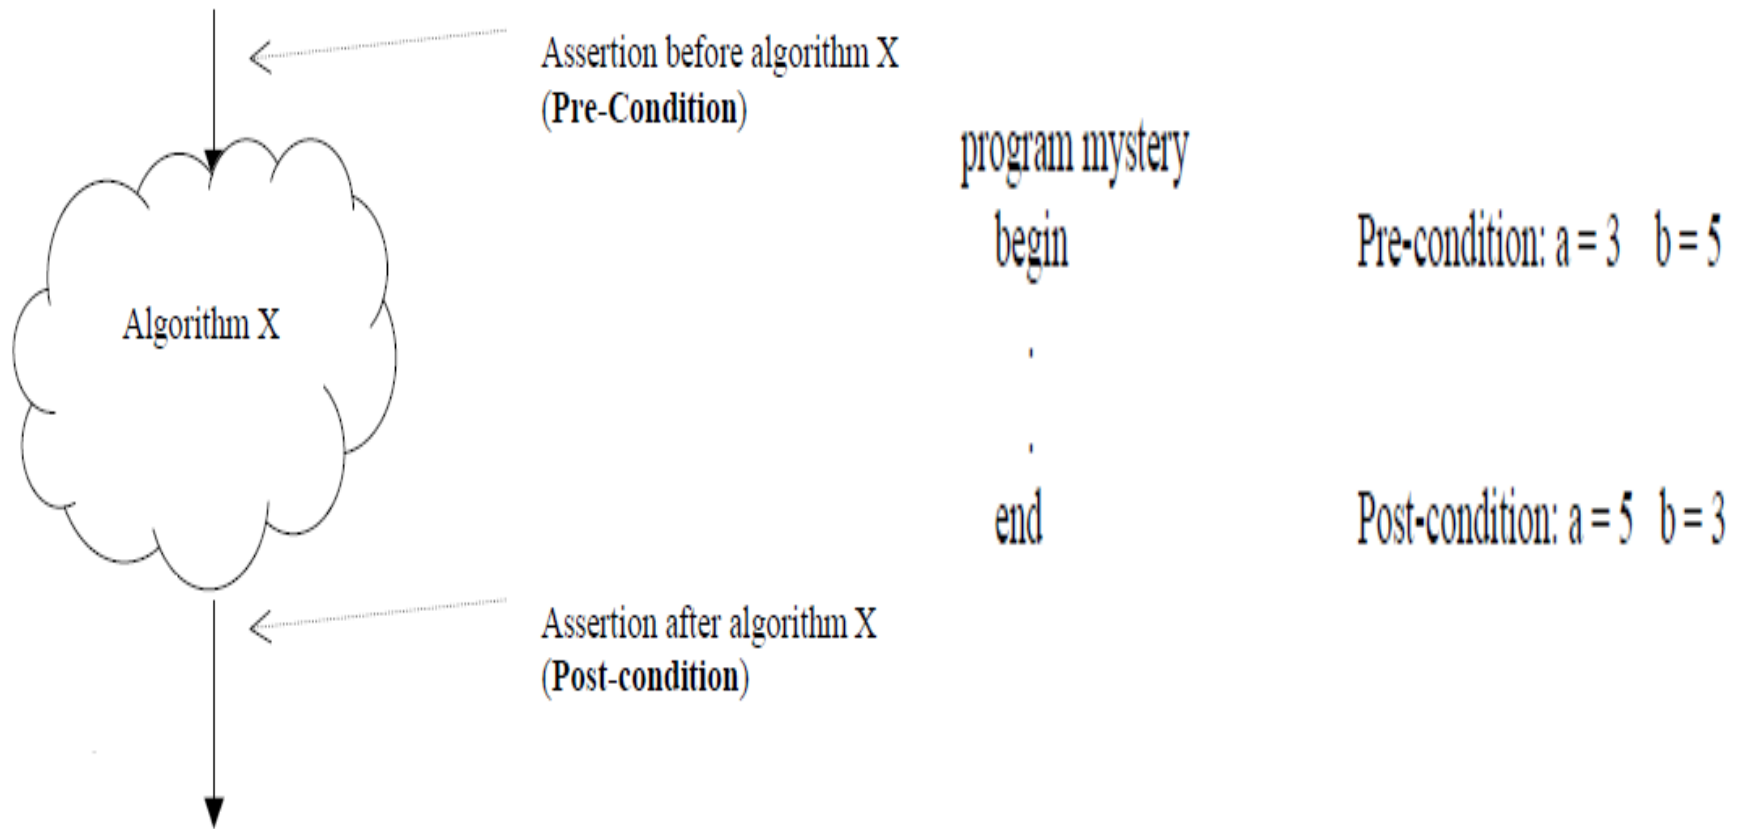 Assertion before algorithm X
(Pre-Condition)
Algorithm X
Assertion after algorithm X
(Post-condition)
program mystery
begin Pre-condition: a = 3 b = 5
.
.
end Post-condition: a = 5 b = 3